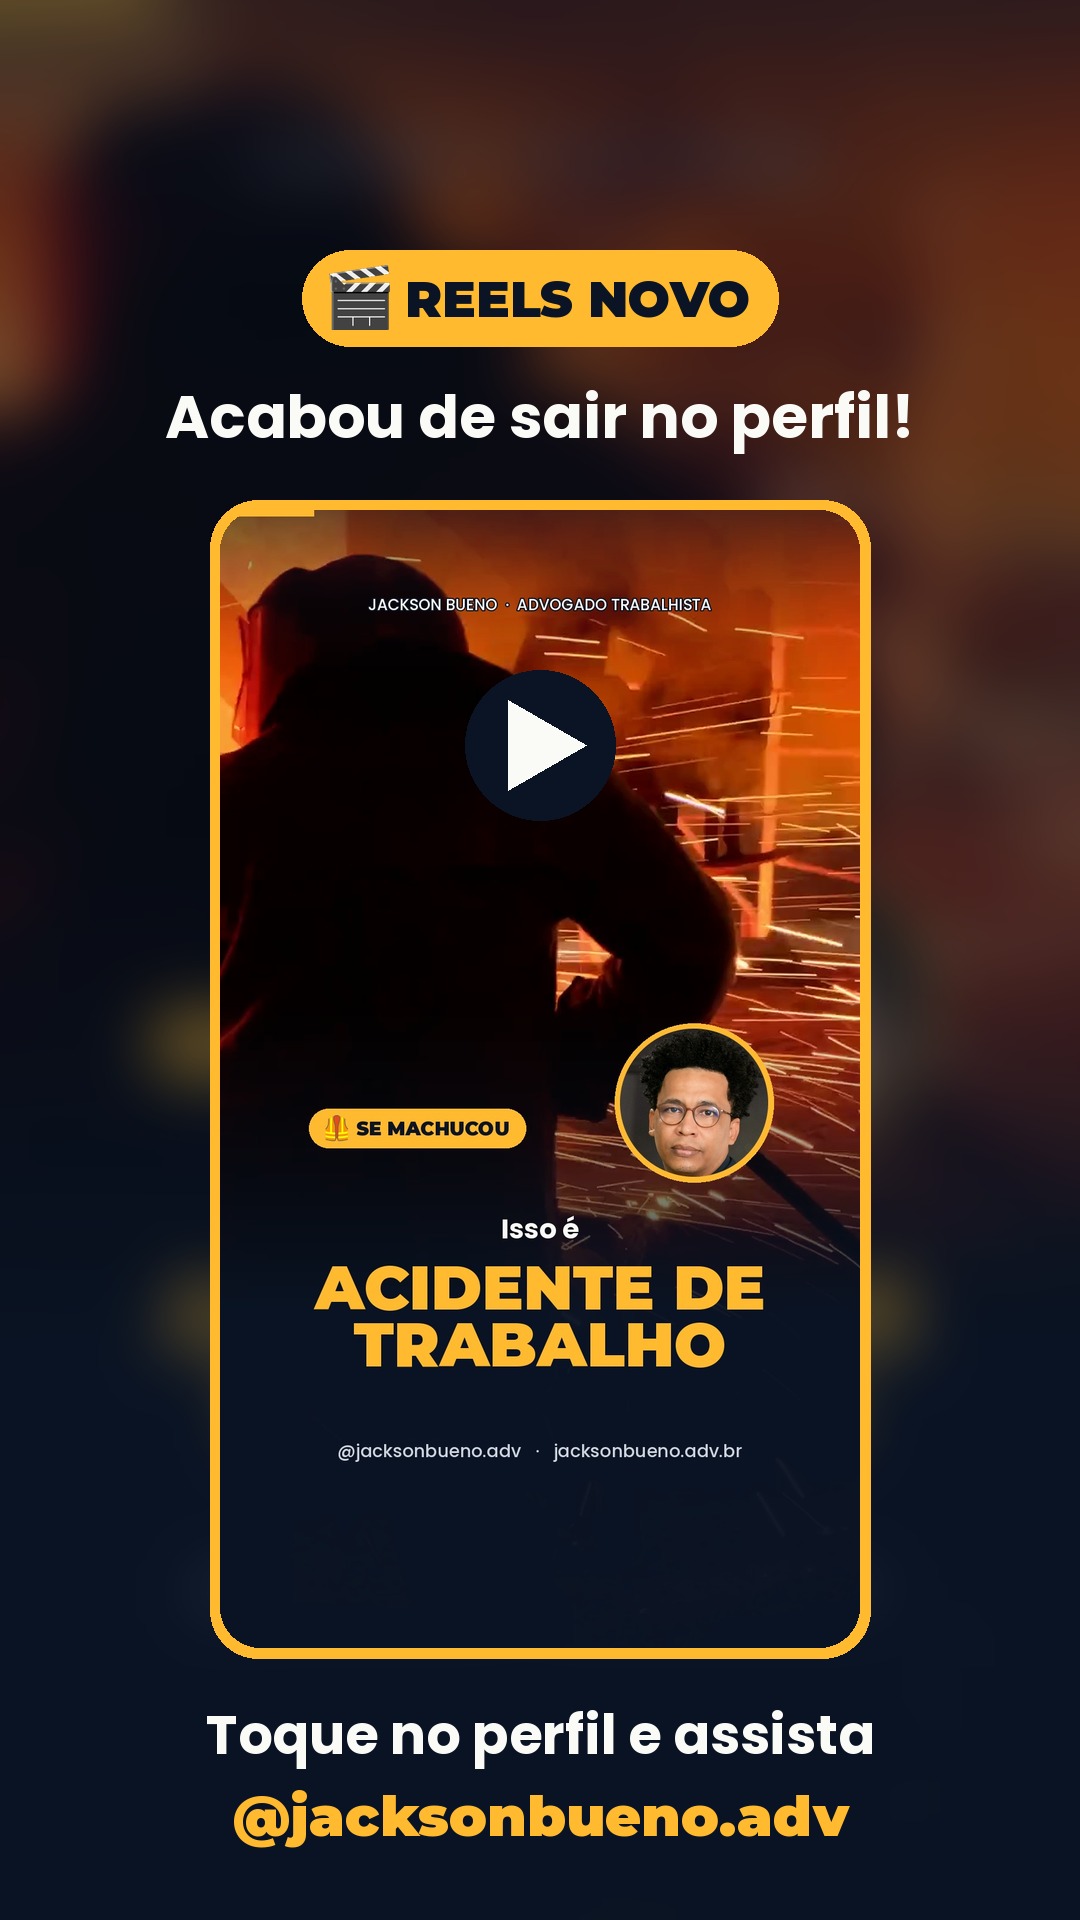 REELS NOVO
Acabou de sair no perfil!
JACKSON BUENO · ADVOGADO TRABALHISTA
SE MACHUCOU
Isso é
ACIDENTE DE
TRABALHO
@jacksonbueno.adv · jacksonbueno.adv.br
Toque no perfil e assista
@jacksonbueno.adv